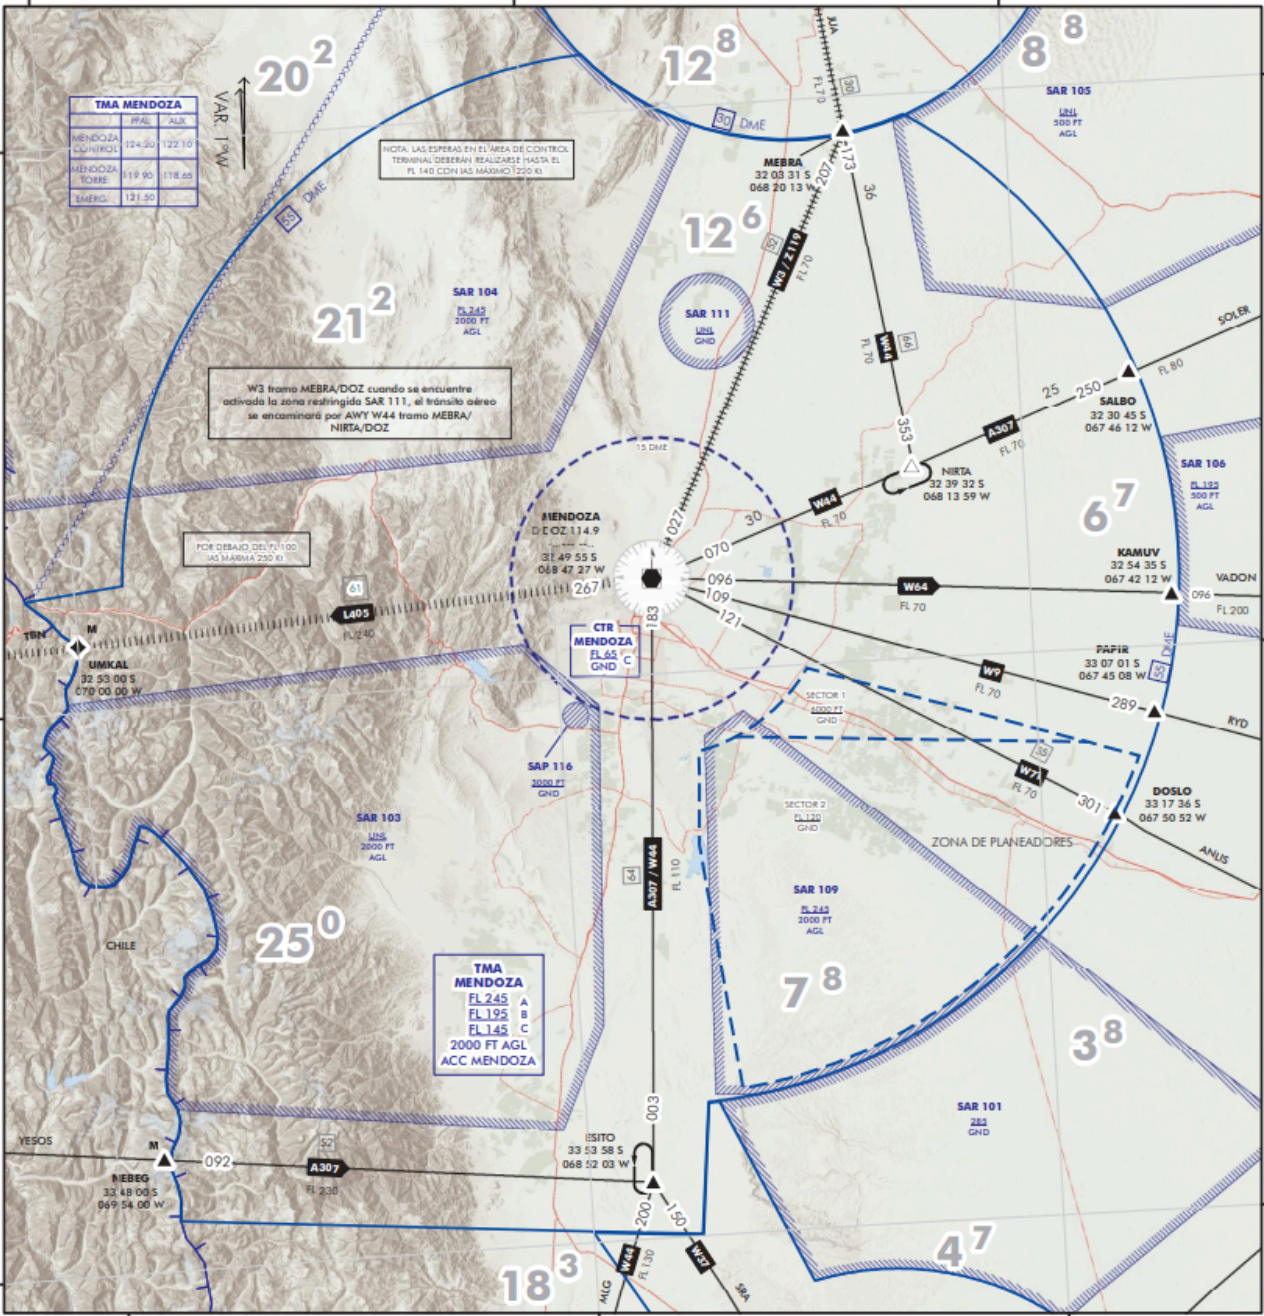 20 2
12 8
8 8
TMA MENDOZA
PPAL AUX
MENDOZA
CONTROL 124.20 122.10
MENDOZA
TORRE 119.90 118.65
EMERG. 121.50
VAR. 1°W
55 DME
NOTA: LAS ESPERAS EN EL ÁREA DE CONTROL
TERMINAL DEBERÁN REALIZARSE HASTA EL
FL 140 CON IAS MÁXIMO 220 Kt
30 DME
JUA
FL 70
30
SAR 105
UNL
500 FT
AGL
MEBRA
32 03 31 S
068 20 13 W
207
173
36
12 6
52
W3 / Z119
FL 70
SAR 104
FL 245
2000 FT
AGL
21 2
SAR 111
UNL
GND
W44
FL 70
66
SOLER
FL 80
W3 tramo MEBRA/DOZ cuando se encuentre
activada la zona restringida SAR 111, el tránsito aéreo
se encaminará por AWY W44 tramo MEBRA/
NIRTA/DOZ
25
250
SALBO
32 30 45 S
067 46 12 W
A307
FL 70
353
15 DME
NIRTA
32 39 32 S
068 13 59 W
SAR 106
FL 195
500 FT
AGL
W44
FL 70
30
6 7
MENDOZA
OZ 114.9
32 49 55 S
068 47 27 W
027
070
POR DEBAJO DEL FL 100
IAS MÁXIMA 250 Kt
KAMUV
32 54 35 S
067 42 12 W
VADON
096
FL 200
61
L405
FL 240
267
096
109
121
183
W64
FL 70
TBN
M
UMKAL
32 53 00 S
070 00 00 W
CTR
MENDOZA
FL 65
GND C
PAPIR
33 07 01 S
067 45 08 W
55 DME
W9
FL 70
289
RYD
SECTOR 1
6000 FT
GND
35
FL 70
301
DOSLO
33 17 36 S
067 50 52 W
ANLIS
SAP 116
3000 FT
GND
SECTOR 2
FL 120
GND
ZONA DE PLANEADORES
SAR 103
UNL
2000 FT
AGL
64
A307 / W44
FL 110
SAR 109
FL 245
2000 FT
AGL
CHILE
25 0
TMA
MENDOZA
FL 245 A
FL 195 B
FL 145 C
2000 FT AGL
ACC MENDOZA
7 8
3 8
SAR 101
285
GND
003
YESOS
M
092
52
A307
FL 230
NEBEG
33 48 00 S
069 54 00 W
ESITO
33 53 58 S
068 52 03 W
200
150
W44
FL 130
W37
MLG
SRA
18 3
4 7